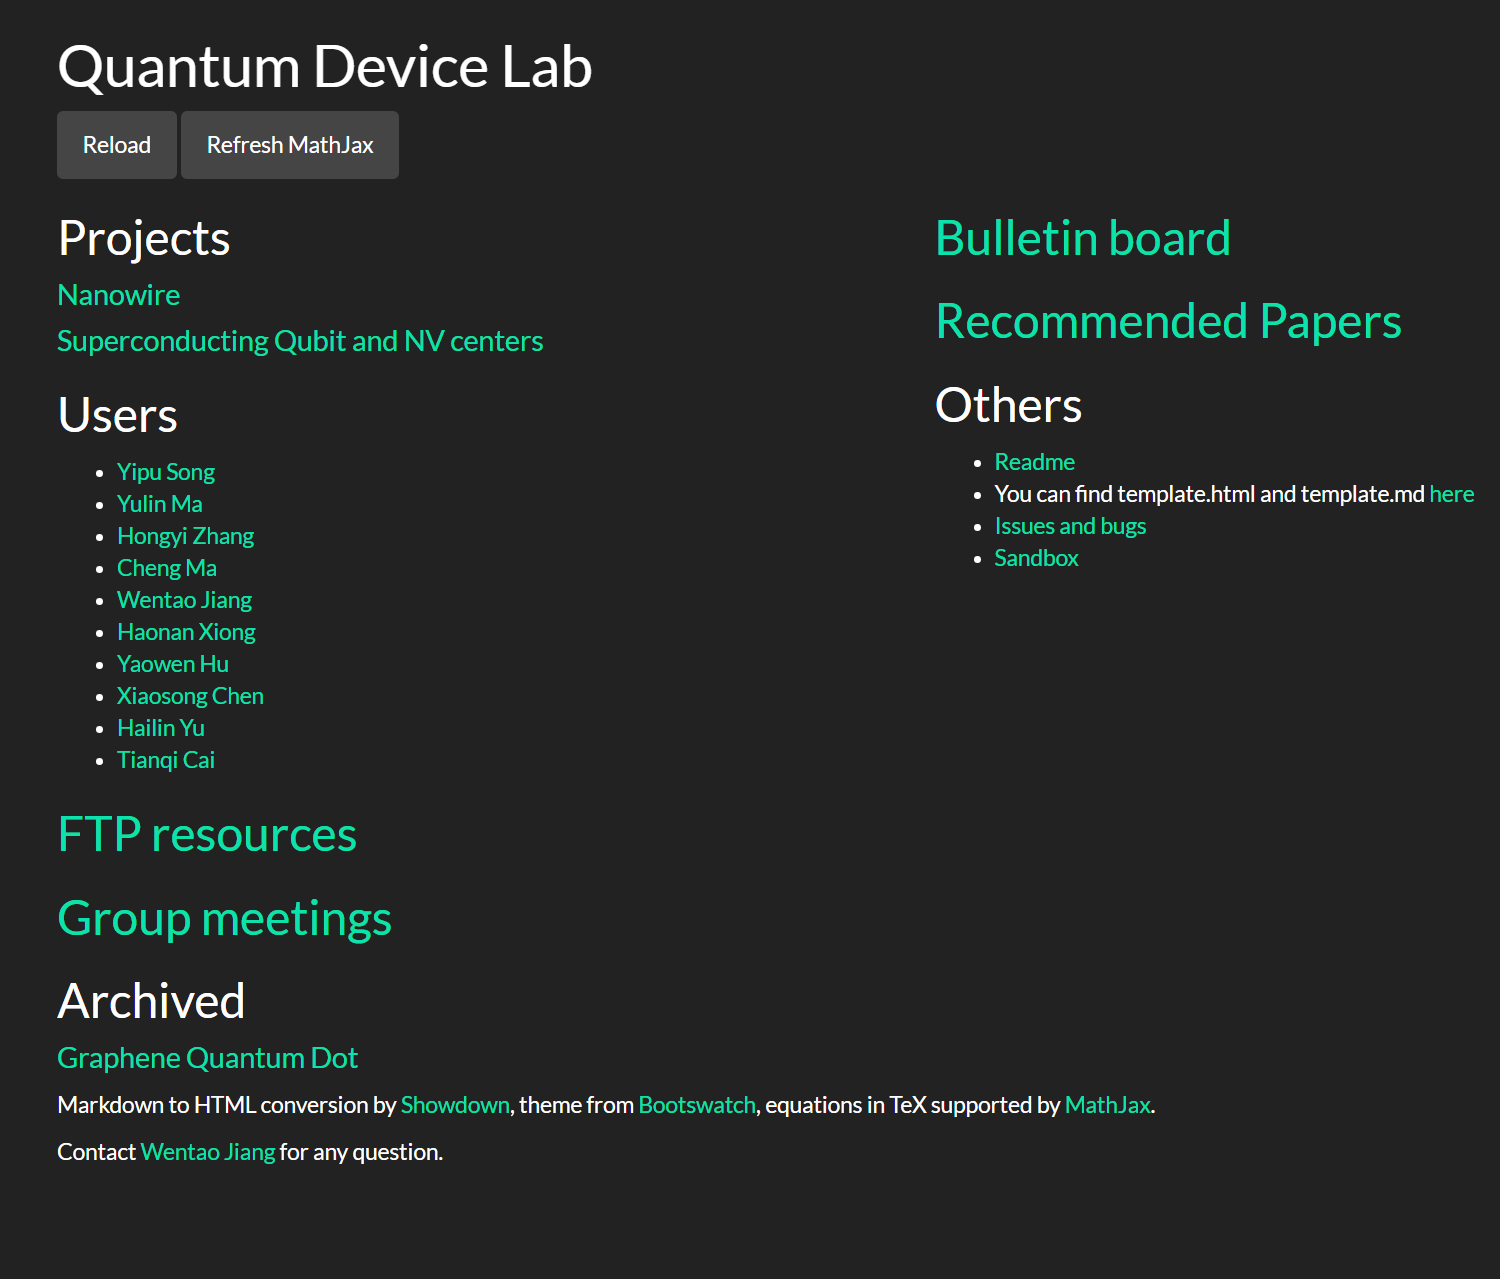 Quantum Device Lab
Reload
Refresh MathJax
Projects
Nanowire
Superconducting Qubit and NV centers
Users
Yipu Song
Yulin Ma
Hongyi Zhang
Cheng Ma
Wentao Jiang
Haonan Xiong
Yaowen Hu
Xiaosong Chen
Hailin Yu
Tianqi Cai
FTP resources
Group meetings
Archived
Graphene Quantum Dot
Markdown to HTML conversion by Showdown, theme from Bootswatch, equations in TeX supported by MathJax.
Contact Wentao Jiang for any question.
Bulletin board
Recommended Papers
Others
Readme
You can find template.html and template.md here
Issues and bugs
Sandbox